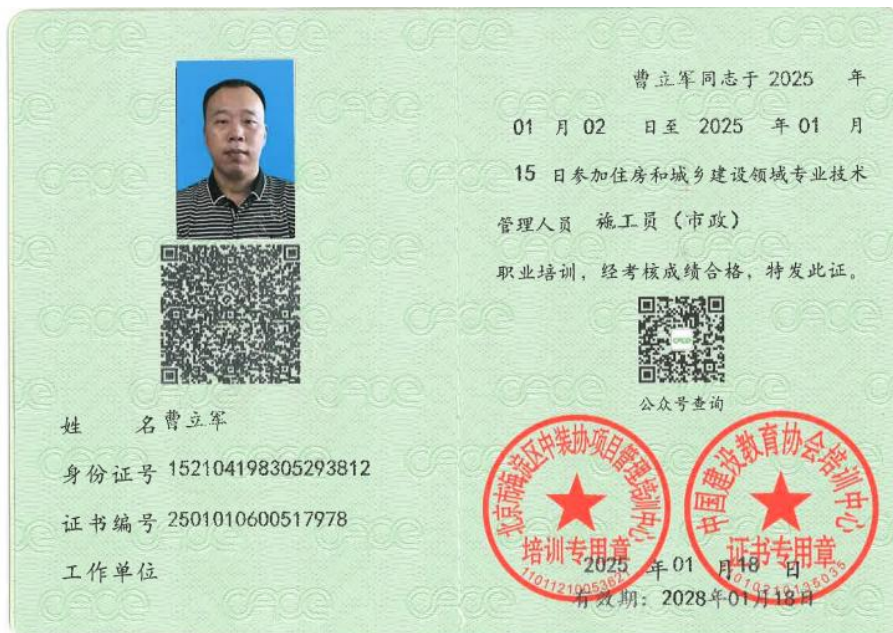 姓 名 曹立军
身份证号 152104198305293812
证书编号 2501010600517978
工作单位
曹立军同志于 2025 年
01 月 02 日至 2025 年 01 月
15 日参加住房和城乡建设领域专业技术
管理人员 施工员（市政）
职业培训，经考核成绩合格，特发此证。
公众号查询
北京市海淀区中装协项目管理培训中心
培训专用章
中国建设教育协会培训中心
证书专用章
2025 年 01 月 18 日
有效期：2028年01月18日